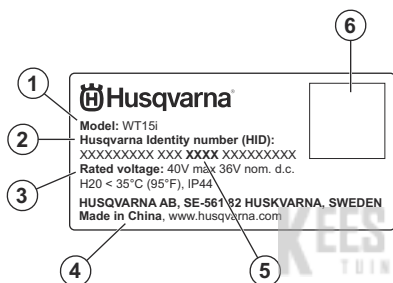 1
2
3
4
5
6
Husqvarna
Model: WT15i
Husqvarna Identity number (HID):
XXXXXXXXX XXX XXXX XXXXXXXXX
Rated voltage: 40V max 36V nom. d.c.
H20 < 35°C (95°F), IP44
HUSQVARNA AB, SE-561 82 HUSKVARNA, SWEDEN
Made in China, www.husqvarna.com
KEES
TUIN